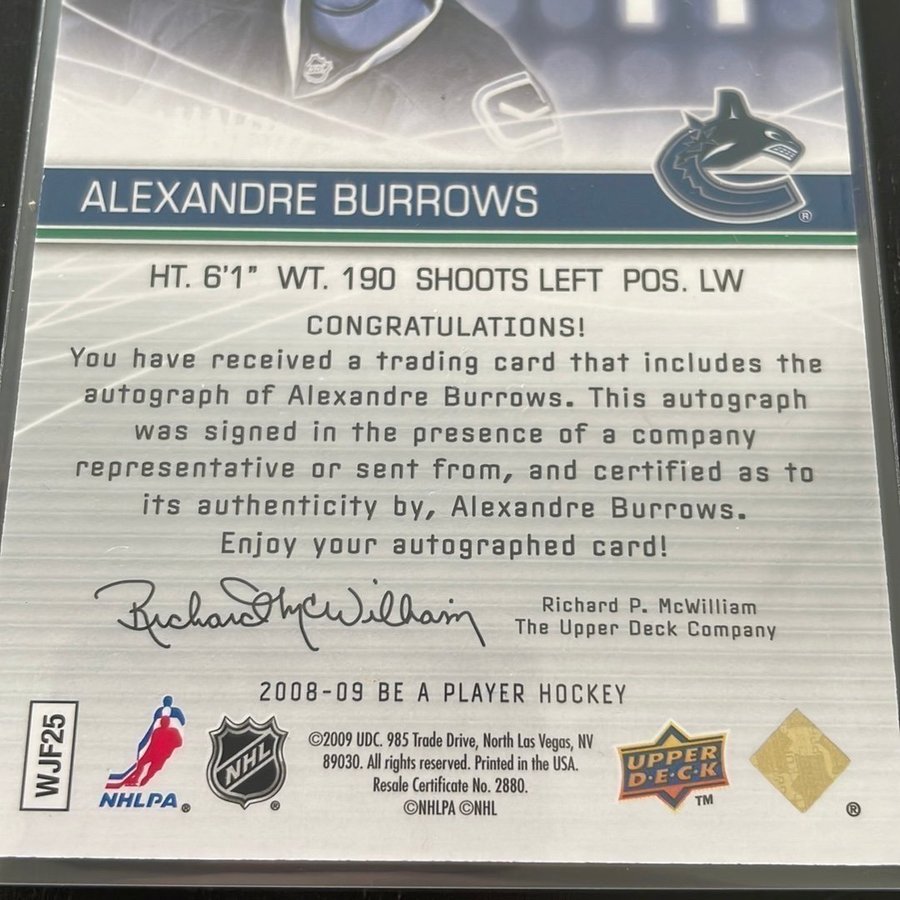 ALEXANDRE BURROWS
®
HT. 6'1" WT. 190 SHOOTS LEFT POS. LW
CONGRATULATIONS!
You have received a trading card that includes the
autograph of Alexandre Burrows. This autograph
was signed in the presence of a company
representative or sent from, and certified as to
its authenticity by, Alexandre Burrows.
Enjoy your autographed card!
Richard McWilliam
Richard P. McWilliam
The Upper Deck Company
2008-09 BE A PLAYER HOCKEY
WJF25
NHLPA®
NHL®
©2009 UDC. 985 Trade Drive, North Las Vegas, NV
89030. All rights reserved. Printed in the USA.
Resale Certificate No. 2880.
©NHLPA ©NHL
UPPER
D·E·C·K
TM
®